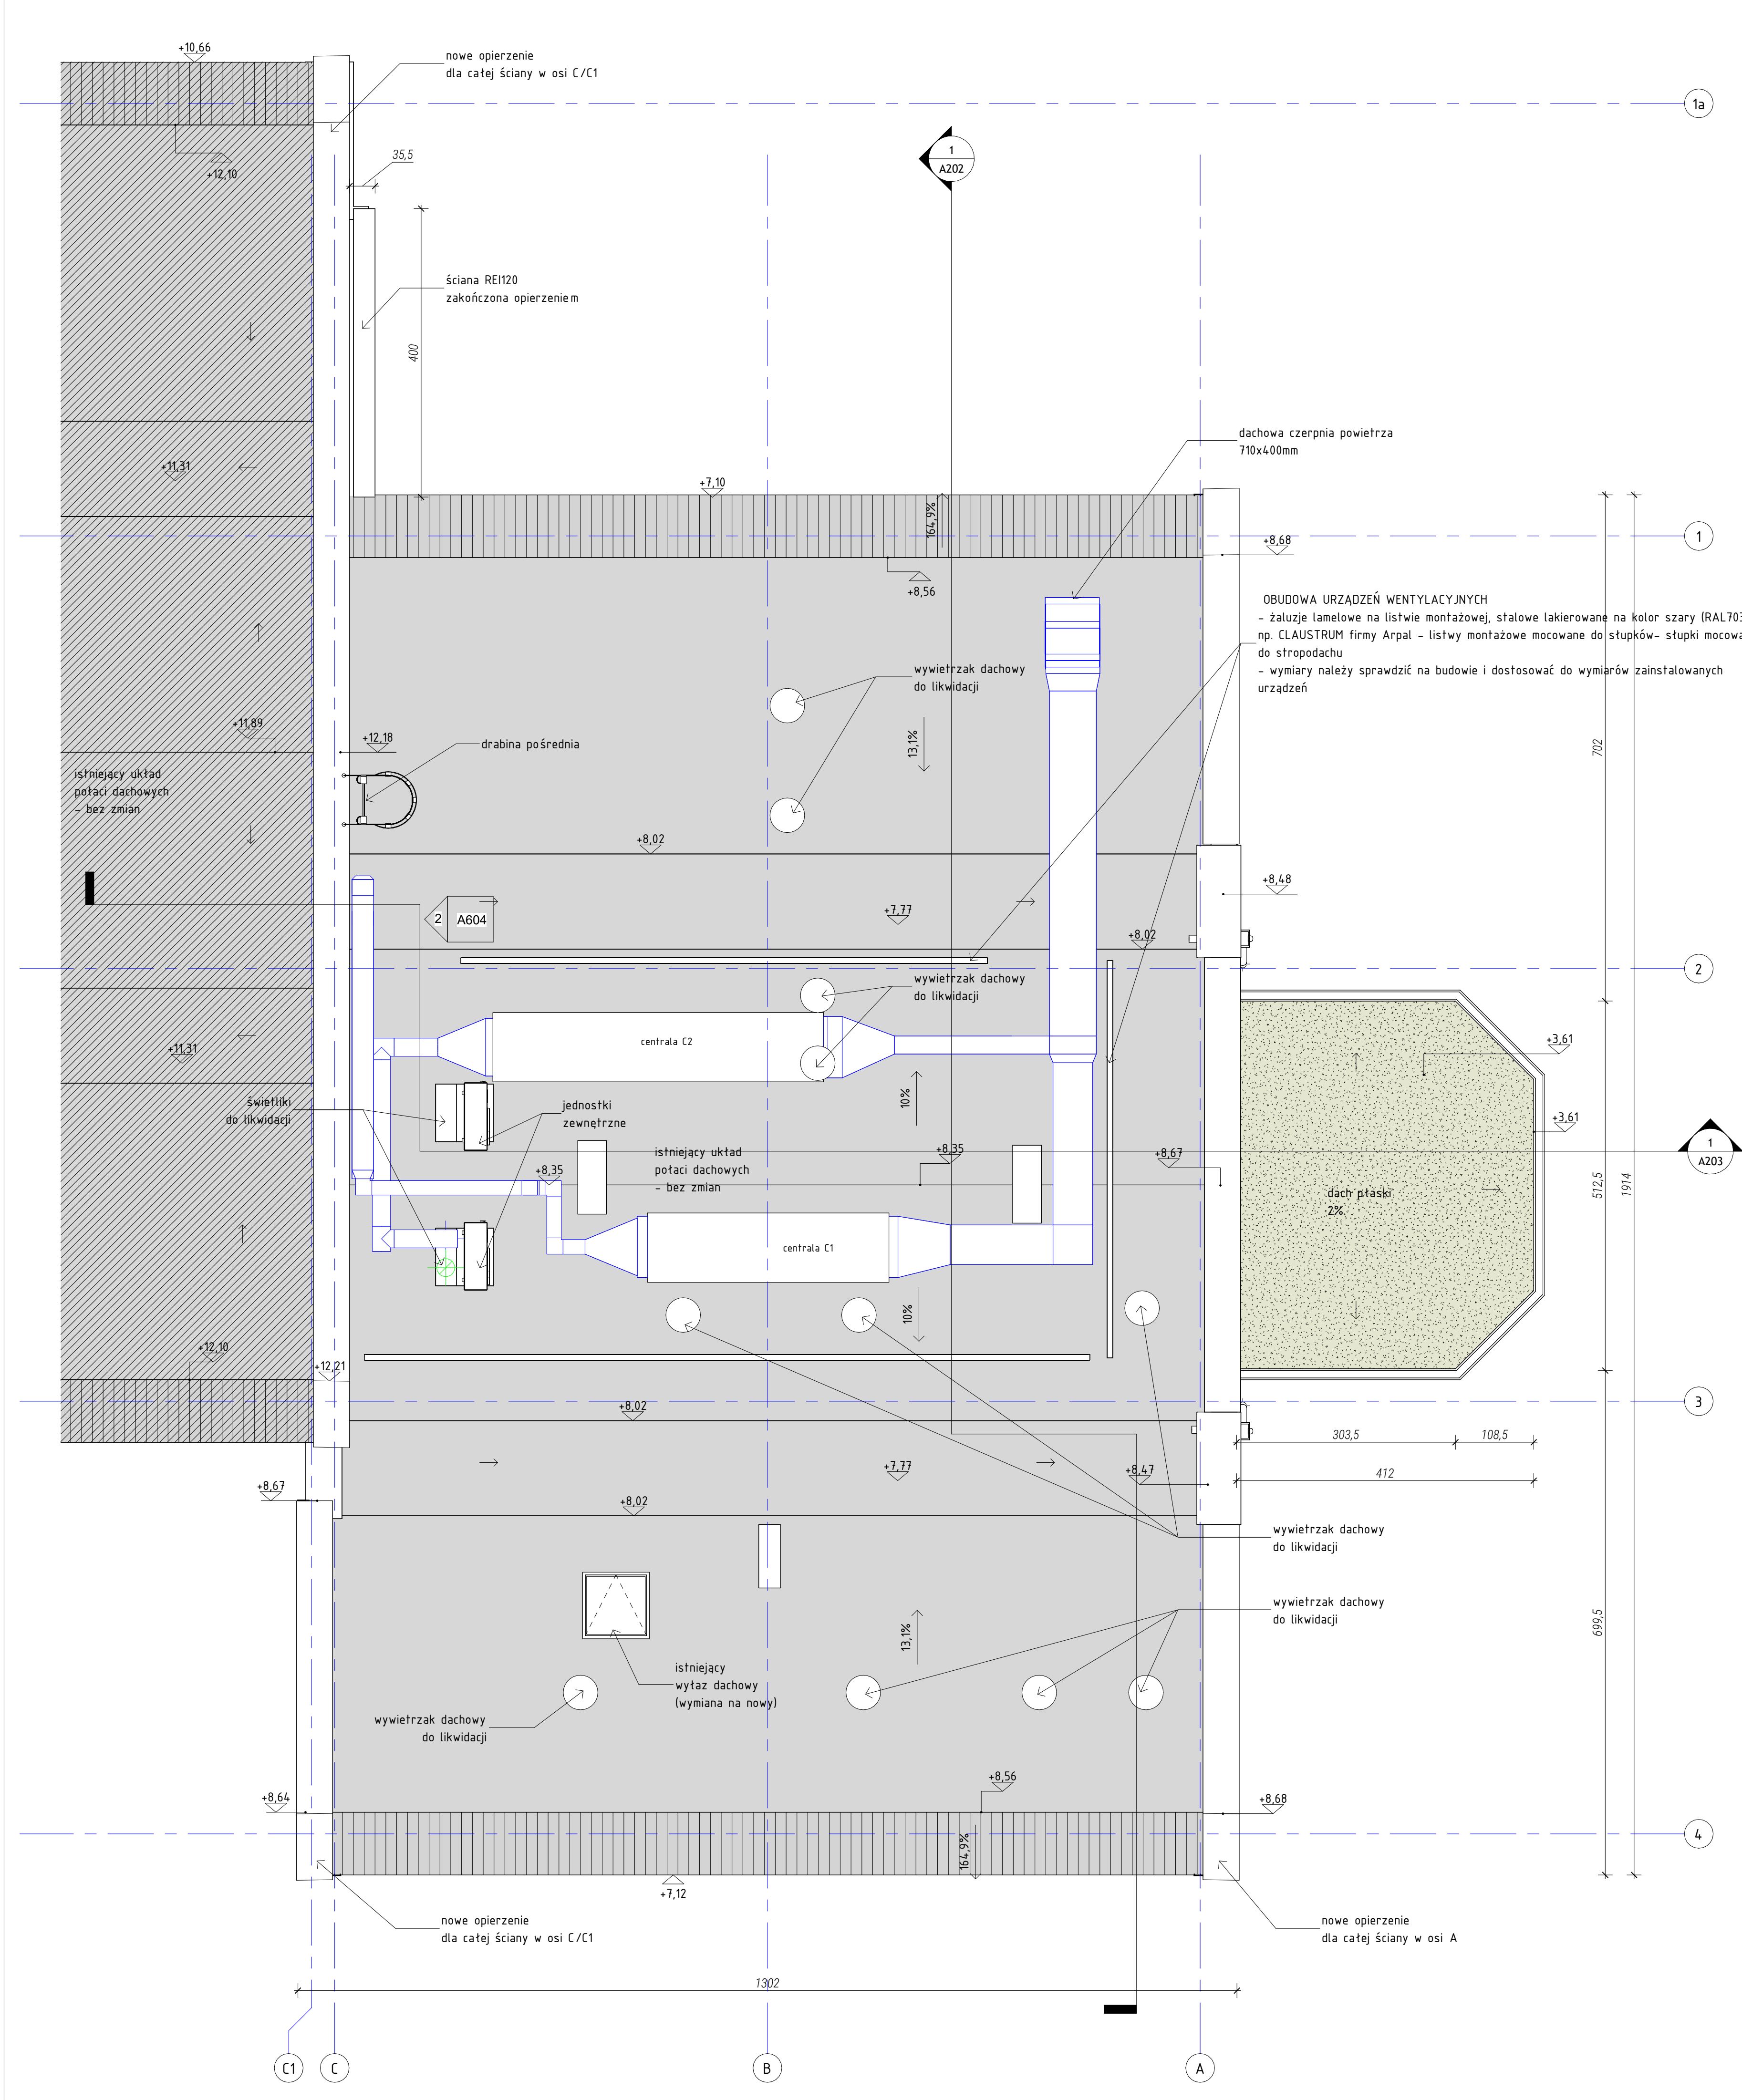 +10,66
nowe opierzenie
dla całej ściany w osi C/C1
1a
1
A202
35,5
+12,10
ściana REI120
zakończona opierzeniem
400
dachowa czerpnia powietrza
710x400mm
+11,31
+7,10
164,9%
+8,68
1
+8,56
OBUDOWA URZĄDZEŃ WENTYLACYJNYCH
- żaluzje lamelowe na listwie montażowej, stalowe lakierowane na kolor szary (RAL703
np. CLAUSTRUM firmy Arpal - listwy montażowe mocowane do słupków- słupki mocowa
do stropodachu
- wymiary należy sprawdzić na budowie i dostosować do wymiarów zainstalowanych
urządzeń
wywietrzak dachowy
do likwidacji
+11,89
+12,18
drabina pośrednia
13,1%
702
istniejący układ
połaci dachowych
- bez zmian
+8,02
+8,48
2
A604
+7,77
+8,02
2
wywietrzak dachowy
do likwidacji
centrala C2
+11,31
+3,61
świetliki
do likwidacji
jednostki
zewnętrzne
10%
+3,61
istniejący układ
połaci dachowych
- bez zmian
+8,35
+8,67
1
A203
+8,35
dach płaski
2%
512,5
1914
centrala C1
10%
+12,10
+12,21
+8,02
3
303,5
108,5
+7,77
+8,47
412
+8,67
+8,02
wywietrzak dachowy
do likwidacji
wywietrzak dachowy
do likwidacji
699,5
13,1%
istniejący
wyłaz dachowy
(wymiana na nowy)
wywietrzak dachowy
do likwidacji
+8,56
+8,64
+8,68
164,9%
4
+7,12
nowe opierzenie
dla całej ściany w osi C/C1
nowe opierzenie
dla całej ściany w osi A
1302
C1
C
B
A